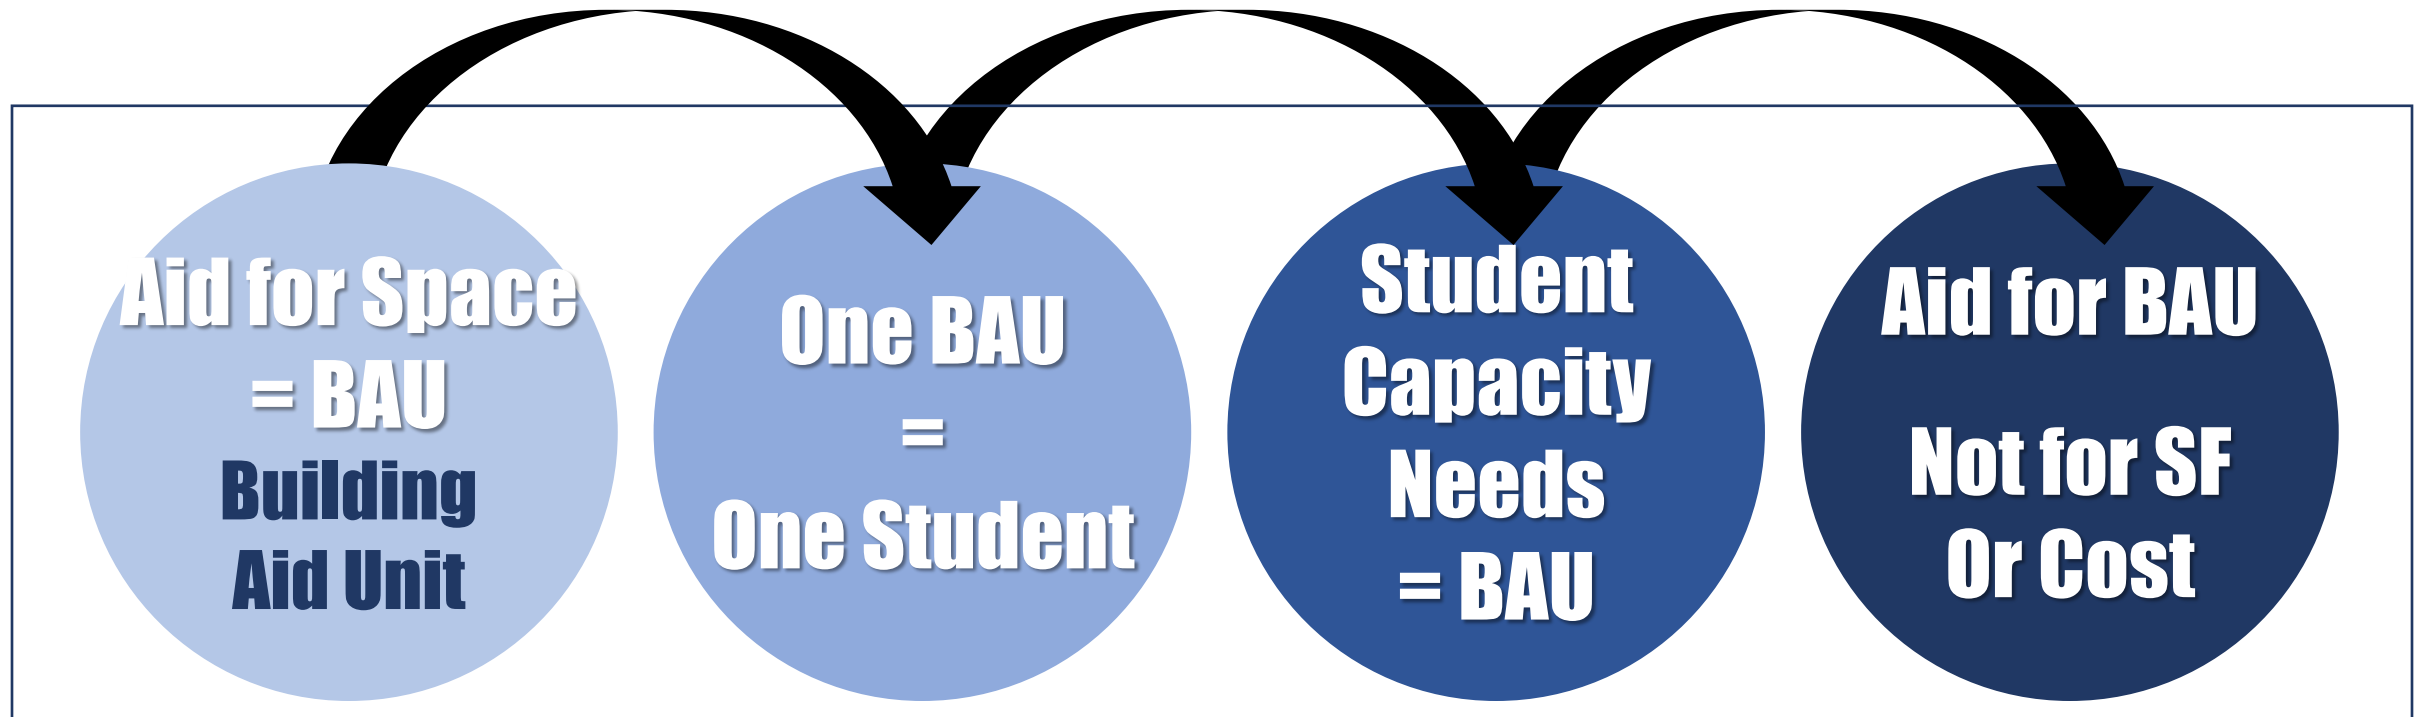 Aid for Space
= BAU
Building
Aid Unit
One BAU
=
One Student
Student
Capacity
Needs
= BAU
Aid for BAU
Not for SF
Or Cost